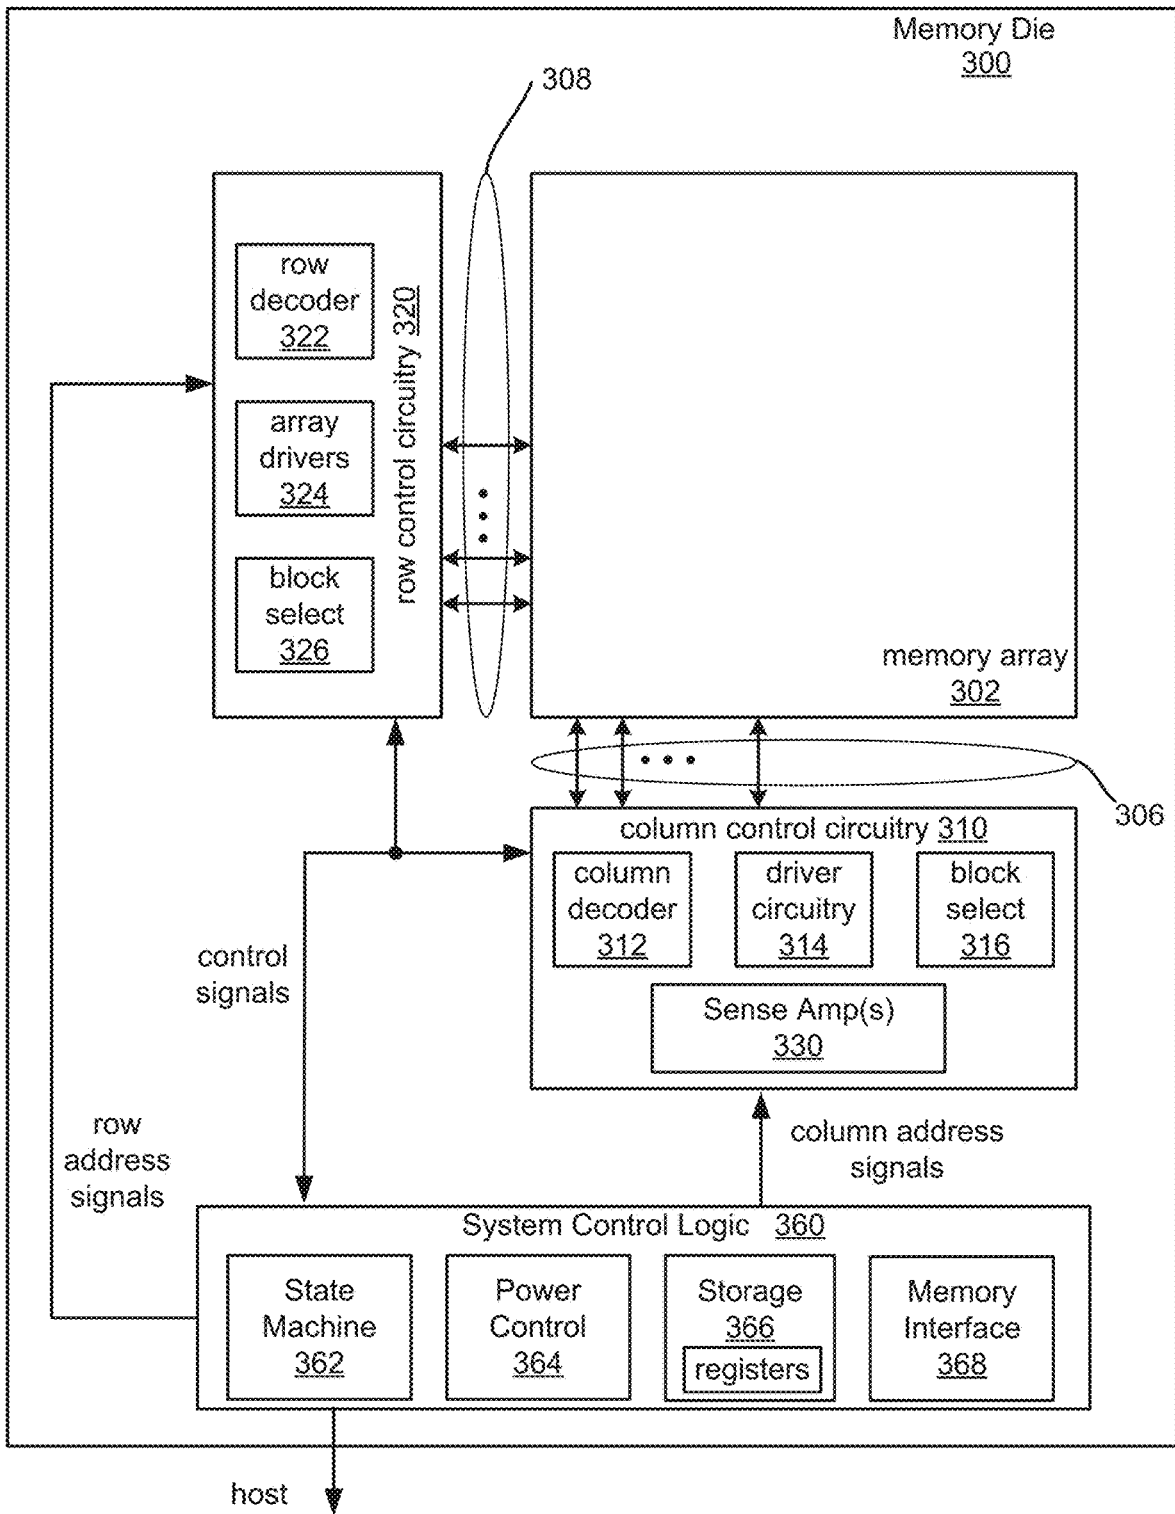 Memory Die
300
308
row
decoder
322
array
drivers
324
block
select
326
row control circuitry 320
memory array
302
306
column control circuitry 310
column
decoder
312
driver
circuitry
314
block
select
316
Sense Amp(s)
330
control
signals
row
address
signals
column address
signals
System Control Logic 360
State
Machine
362
Power
Control
364
Storage
366
registers
Memory
Interface
368
host